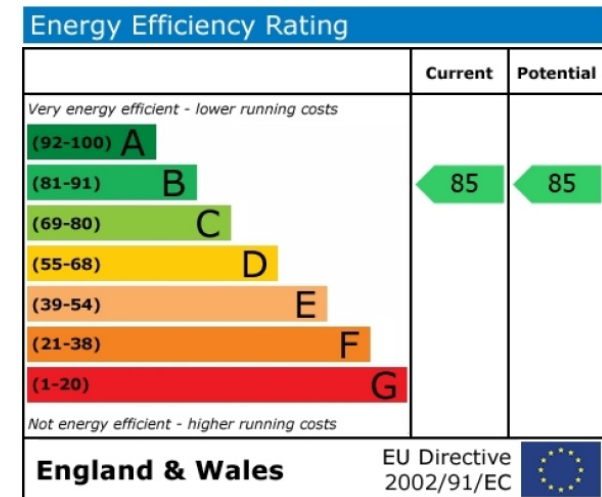 Energy Efficiency Rating
Current Potential
Very energy efficient - lower running costs
(92-100) A
(81-91) B 85 85
(69-80) C
(55-68) D
(39-54) E
(21-38) F
(1-20) G
Not energy efficient - higher running costs
England & Wales
EU Directive
2002/91/EC